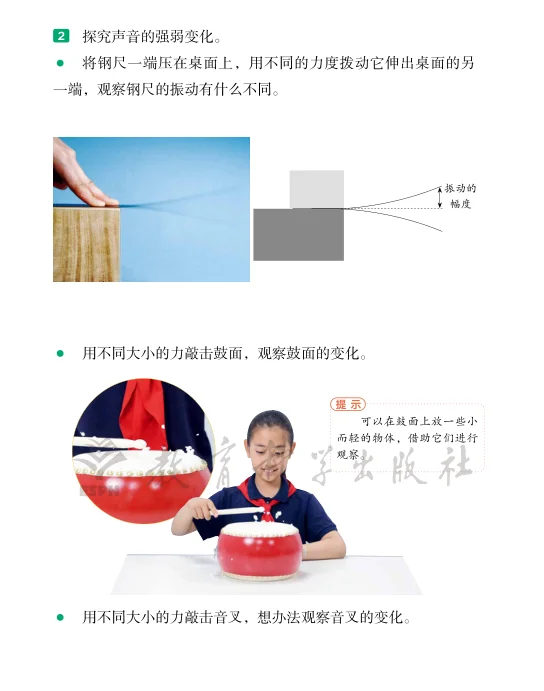 2 探究声音的强弱变化。
• 将钢尺一端压在桌面上，用不同的力度拨动它伸出桌面的另
一端，观察钢尺的振动有什么不同。
振动的
幅度
• 用不同大小的力敲击鼓面，观察鼓面的变化。
提示
可以在鼓面上放一些小
而轻的物体，借助它们进行
观察。
教育科学出版社
ESPH
• 用不同大小的力敲击音叉，想办法观察音叉的变化。